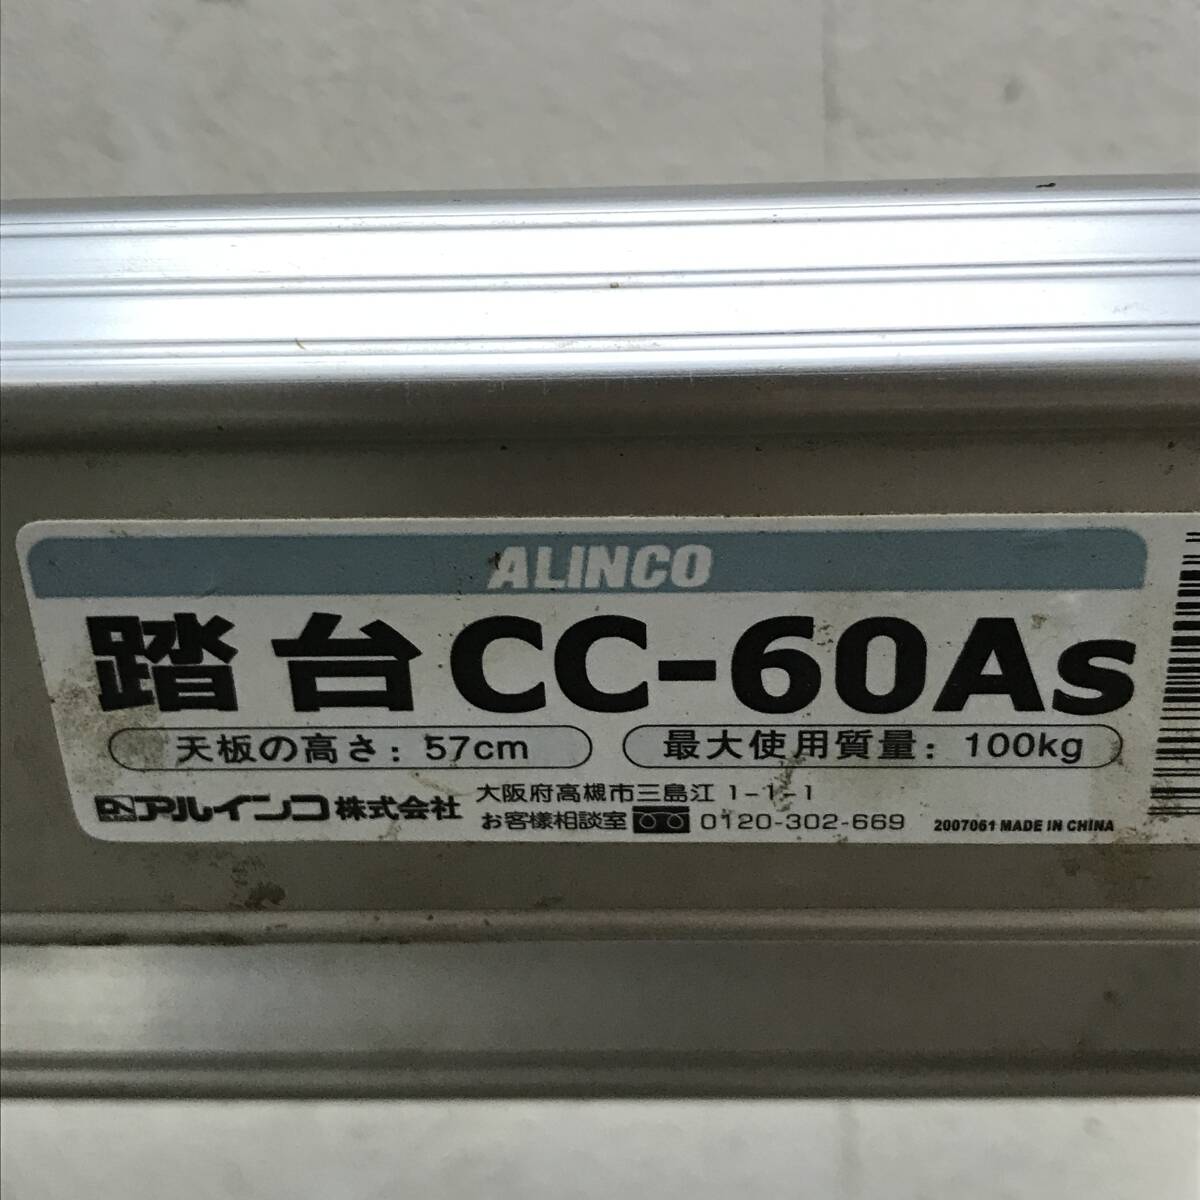 ALINCO
踏台CC-60As
天板の高さ: 57cm 最大使用質量: 100kg
アルインコ株式会社 大阪府高槻市三島江 1-1-1
お客様相談室 0120-302-669 2007061 MADE IN CHINA